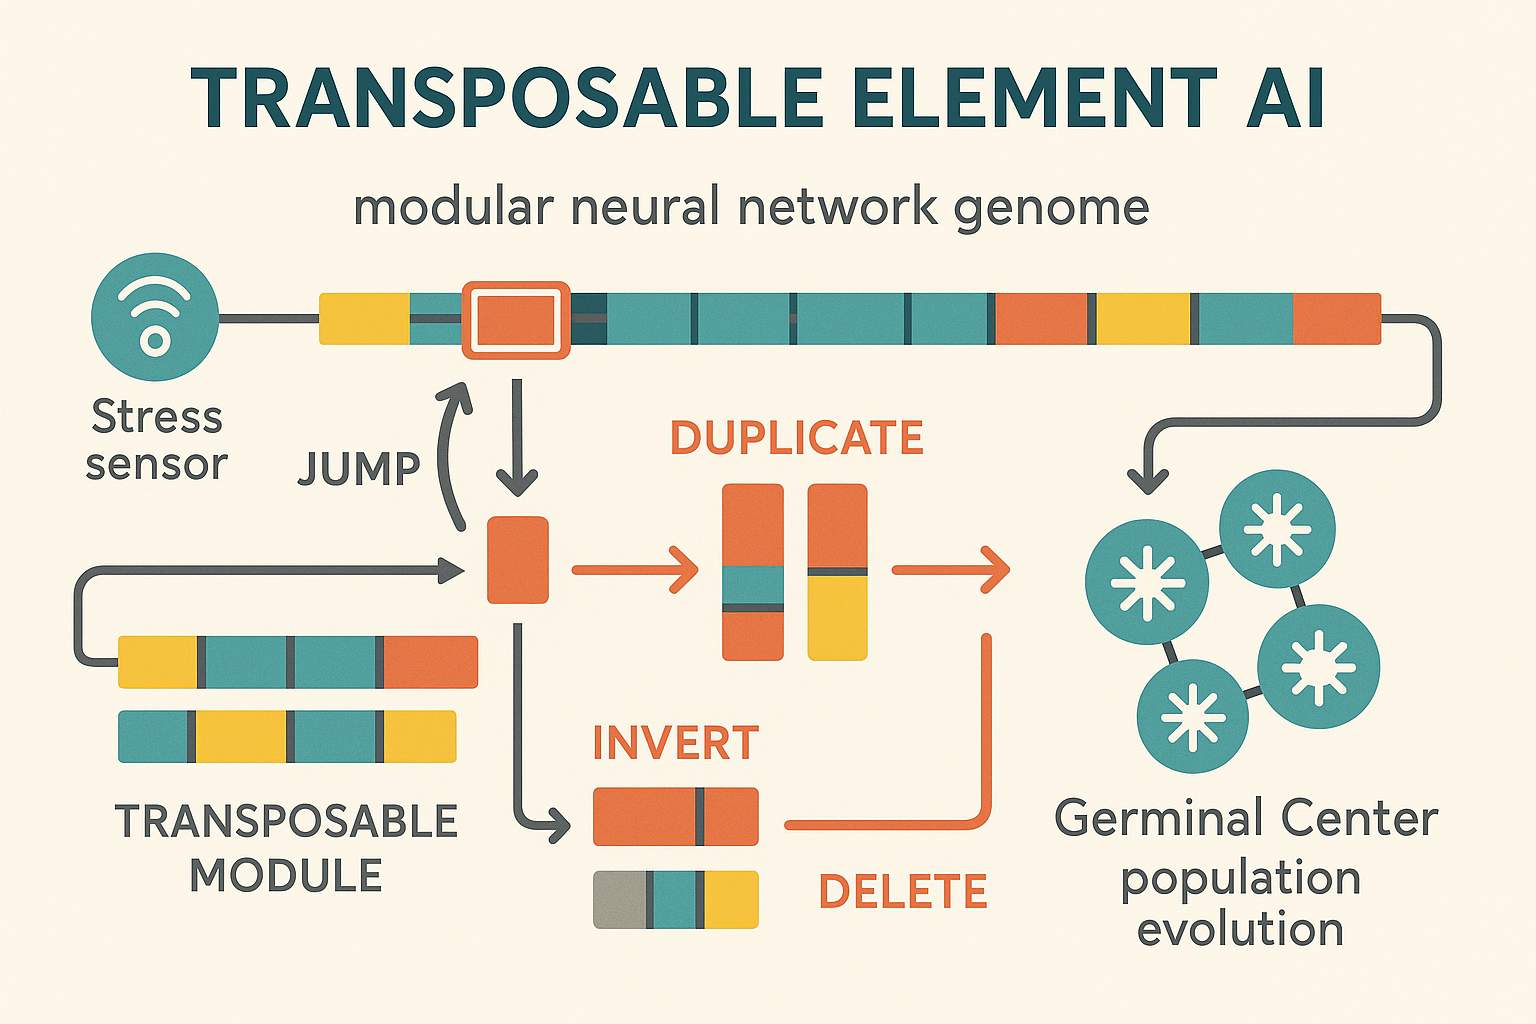 TRANSPOSABLE ELEMENT AI
modular neural network genome
Stress
sensor
JUMP
DUPLICATE
INVERT
DELETE
TRANSPOSABLE
MODULE
Germinal Center
population
evolution